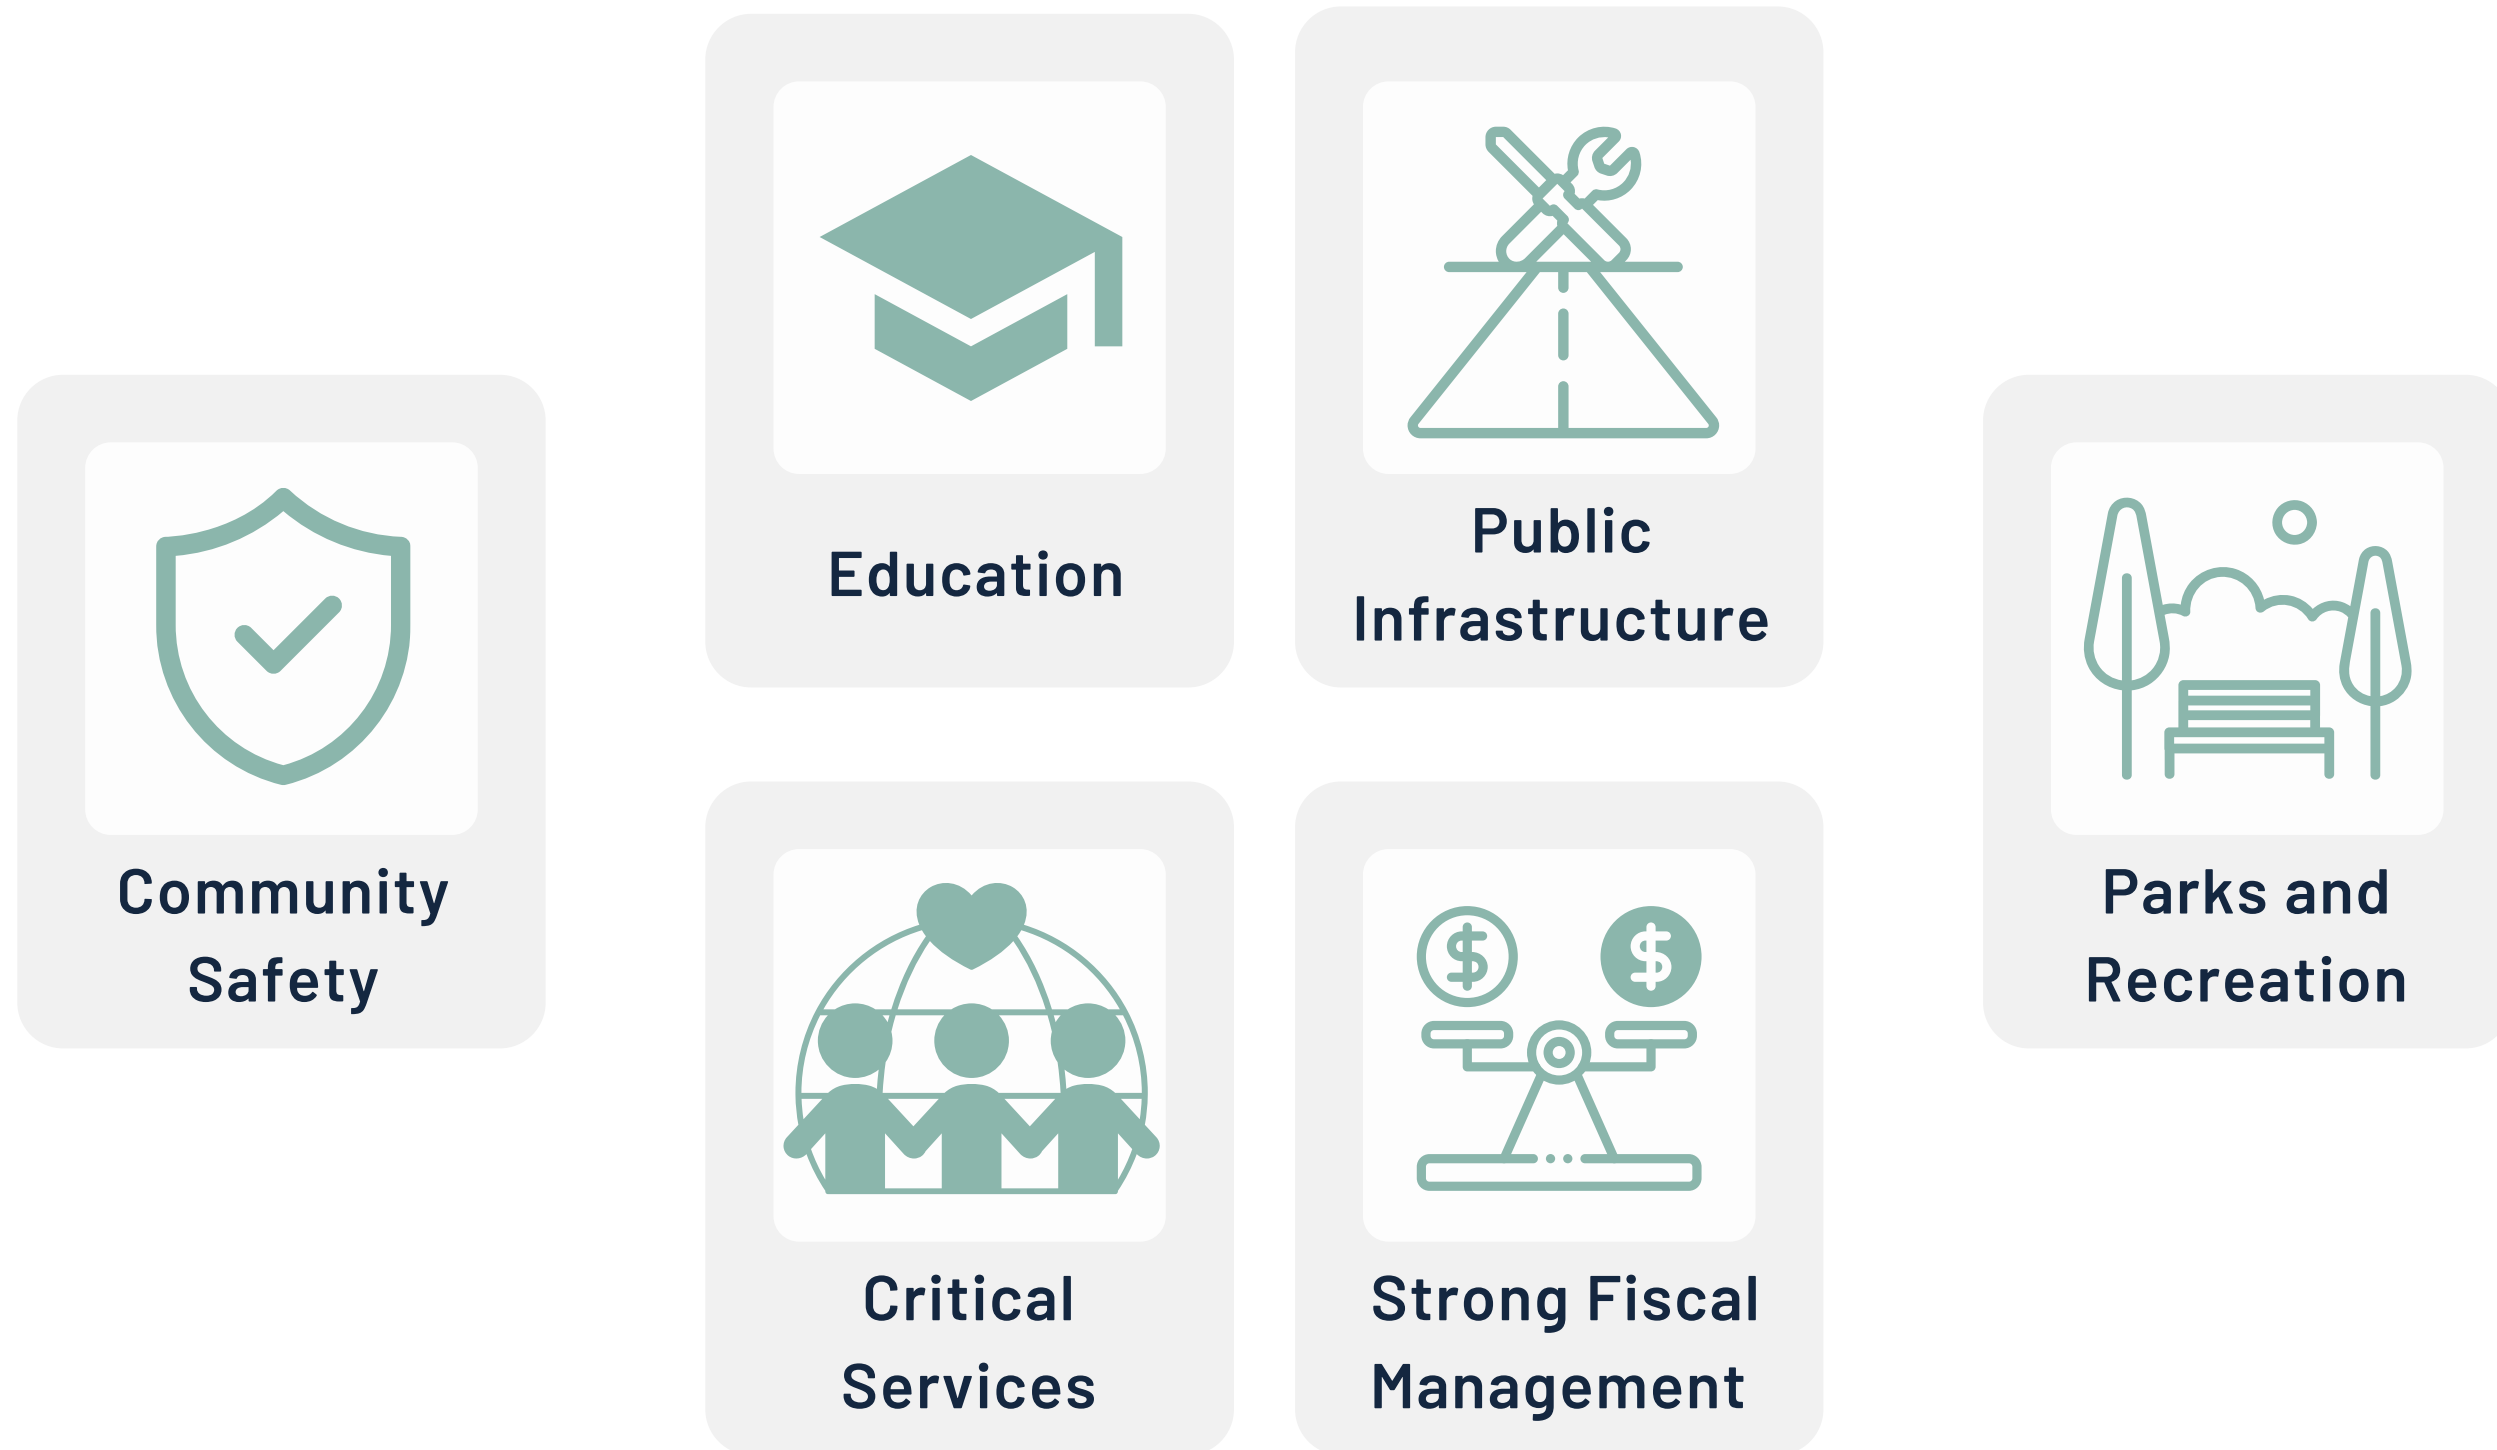 Education
Public
Infrastructure
Community
Safety
Parks and
Recreation
Critical
Services
Strong Fiscal
Management